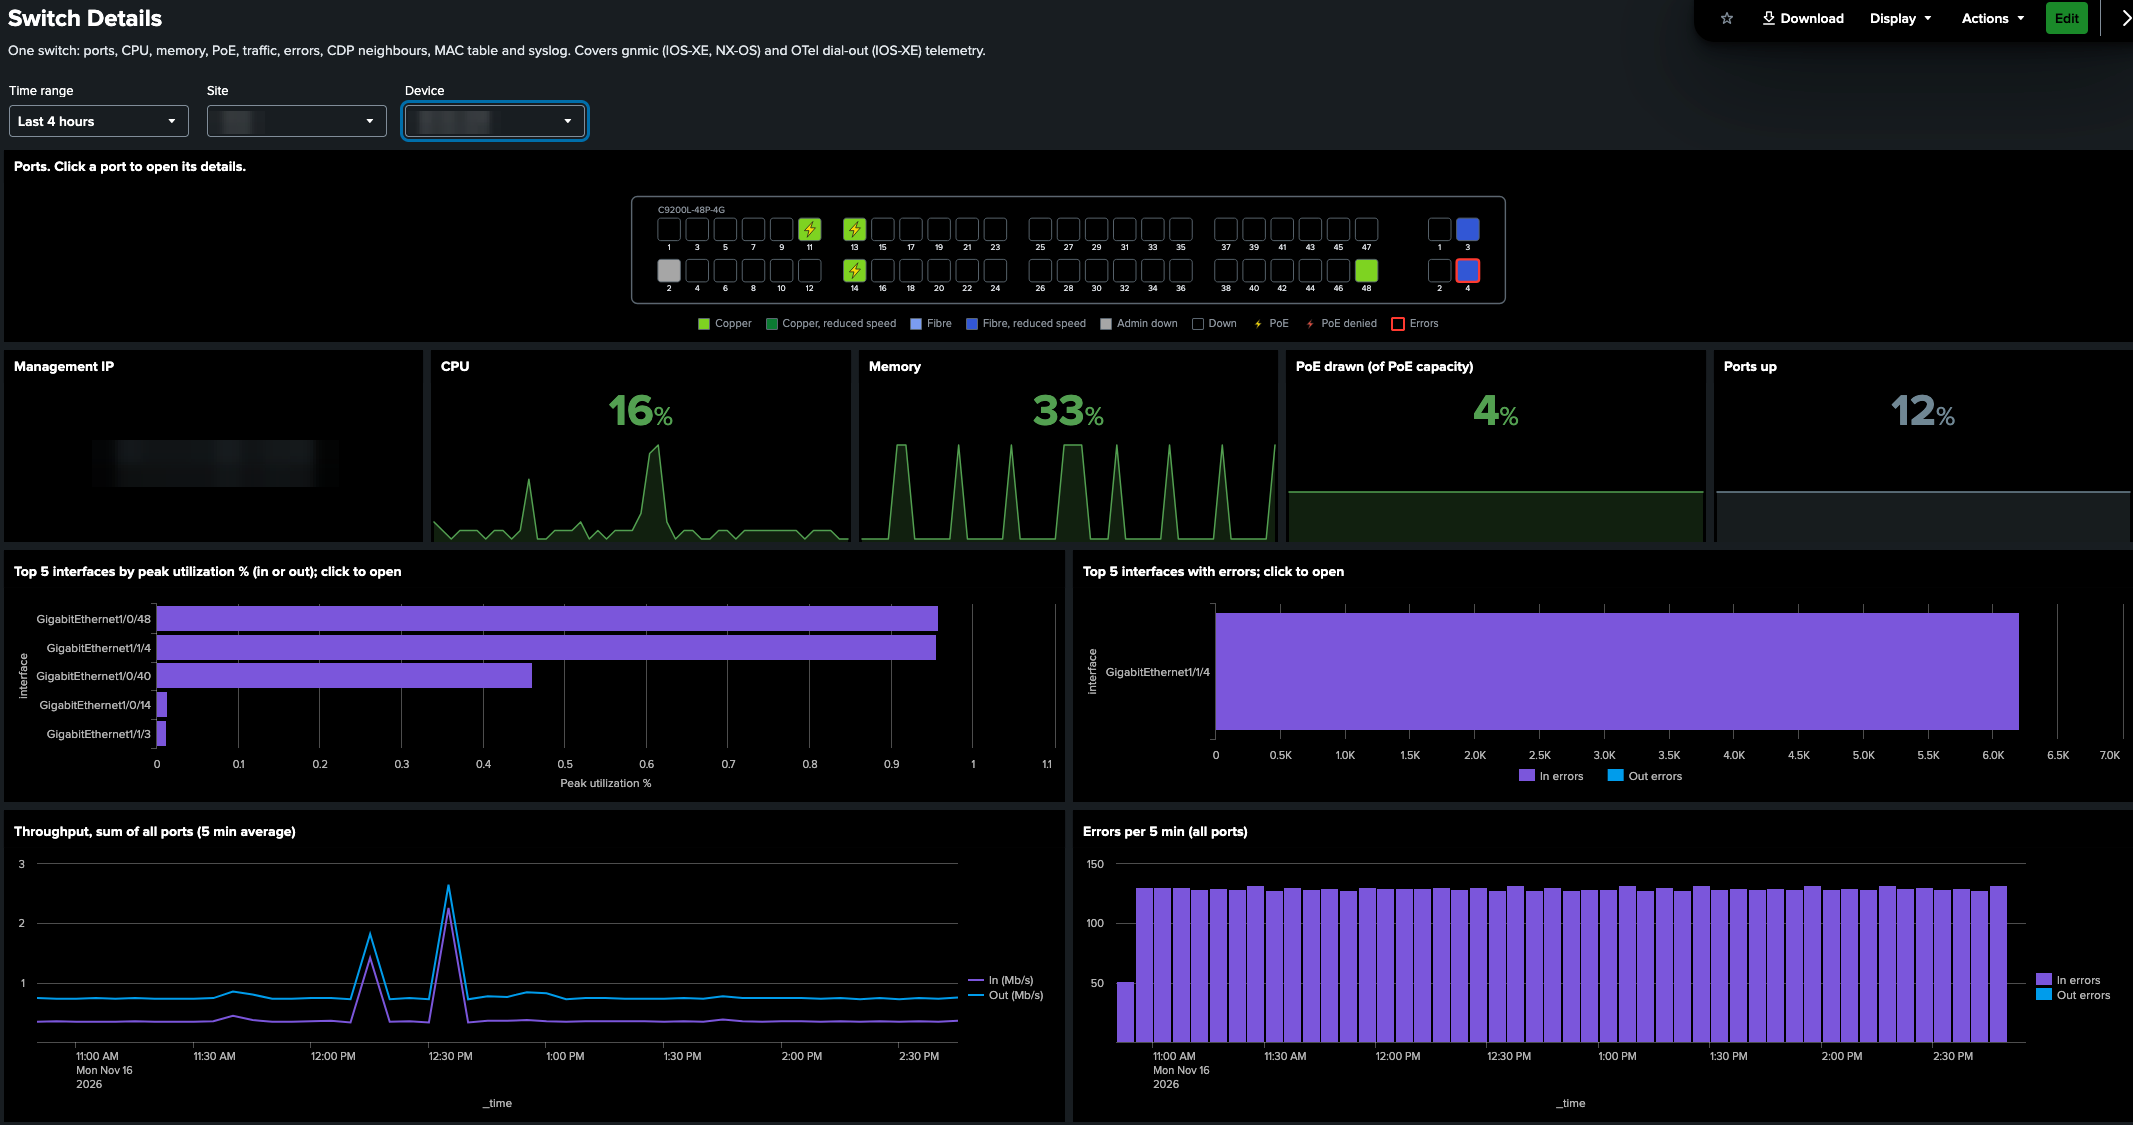 Switch Details
Download
Display
Actions
Edit
One switch: ports, CPU, memory, PoE, traffic, errors, CDP neighbours, MAC table and syslog. Covers gnmic (IOS-XE, NX-OS) and OTel dial-out (IOS-XE) telemetry.
Time range
Site
Device
Last 4 hours
Ports. Click a port to open its details.
C9200L-48P-4G
1 3 5 7 9 11 13 15 17 19 21 23 25 27 29 31 33 35 37 39 41 43 45 47 1 3
2 4 6 8 10 12 14 16 18 20 22 24 26 28 30 32 34 36 38 40 42 44 46 48 2 4
Copper Copper, reduced speed Fibre Fibre, reduced speed Admin down Down PoE PoE denied Errors
Management IP
CPU
16%
Memory
33%
PoE drawn (of PoE capacity)
4%
Ports up
12%
Top 5 interfaces by peak utilization % (in or out); click to open
interface
GigabitEthernet1/0/48
GigabitEthernet1/1/4
GigabitEthernet1/0/40
GigabitEthernet1/0/14
GigabitEthernet1/1/3
0 0.1 0.2 0.3 0.4 0.5 0.6 0.7 0.8 0.9 1 1.1
Peak utilization %
Top 5 interfaces with errors; click to open
interface
GigabitEthernet1/1/4
0 0.5K 1.0K 1.5K 2.0K 2.5K 3.0K 3.5K 4.0K 4.5K 5.0K 5.5K 6.0K 6.5K 7.0K
In errors Out errors
Throughput, sum of all ports (5 min average)
3
2
1
In (Mb/s)
Out (Mb/s)
11:00 AM 11:30 AM 12:00 PM 12:30 PM 1:00 PM 1:30 PM 2:00 PM 2:30 PM
Mon Nov 16
2026
_time
Errors per 5 min (all ports)
150
100
50
In errors
Out errors
11:00 AM 11:30 AM 12:00 PM 12:30 PM 1:00 PM 1:30 PM 2:00 PM 2:30 PM
Mon Nov 16
2026
_time